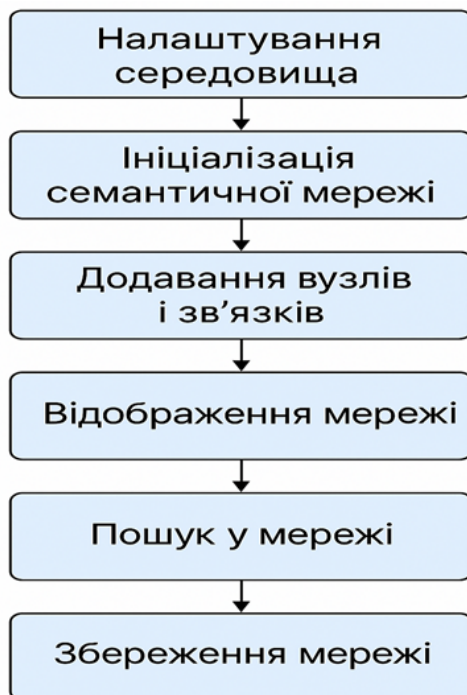 Налаштування
середовища
Ініціалізація
семантичної мережі
Додавання вузлів
і зв’язків
Відображення мережі
Пошук у мережі
Збереження мережі